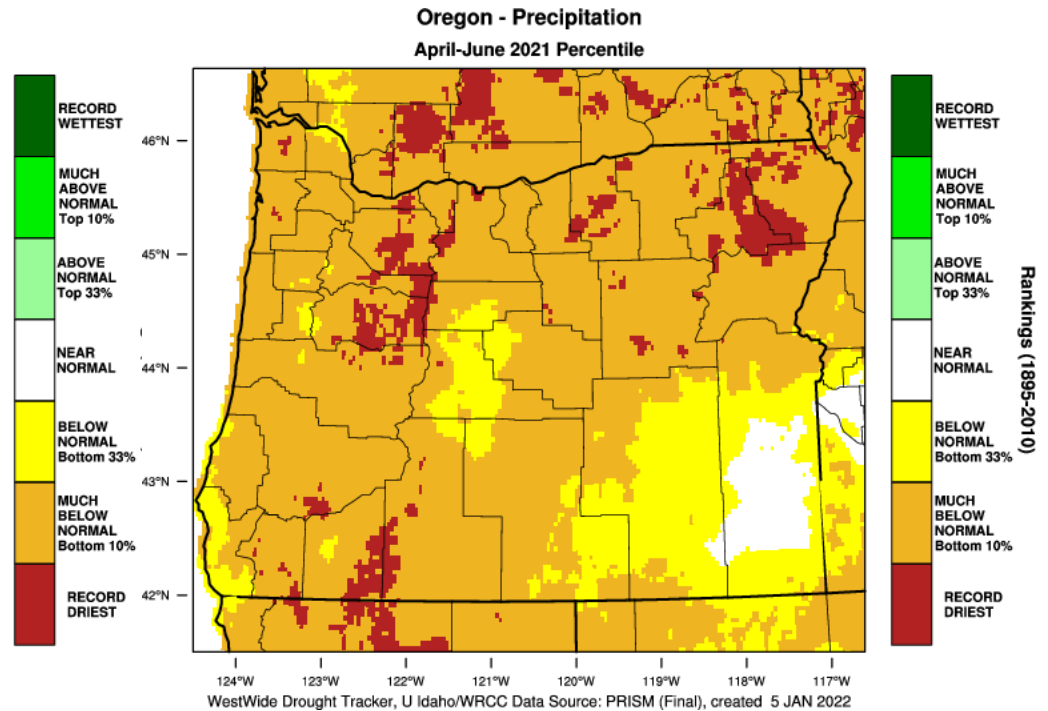 Oregon - Precipitation
April-June 2021 Percentile
RECORD
WETTEST
MUCH
ABOVE
NORMAL
Top 10%
ABOVE
NORMAL
Top 33%
NEAR
NORMAL
BELOW
NORMAL
Bottom 33%
MUCH
BELOW
NORMAL
Bottom 10%
RECORD
DRIEST
46°N
45°N
44°N
43°N
42°N
124°W 123°W 122°W 121°W 120°W 119°W 118°W 117°W
RECORD
WETTEST
MUCH
ABOVE
NORMAL
Top 10%
ABOVE
NORMAL
Top 33%
NEAR
NORMAL
BELOW
NORMAL
Bottom 33%
MUCH
BELOW
NORMAL
Bottom 10%
RECORD
DRIEST
Rankings (1895-2010)
WestWide Drought Tracker, U Idaho/WRCC Data Source: PRISM (Final), created 5 JAN 2022